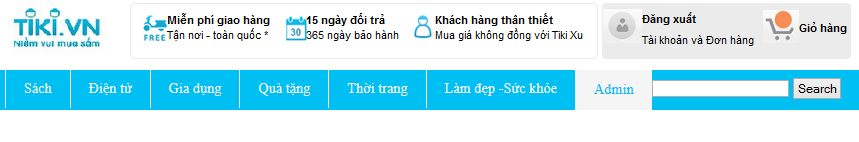 TIKI.VN
Niềm vui mua sắm
FREE
Miễn phí giao hàng
Tận nơi - toàn quốc *
30
15 ngày đổi trả
365 ngày bảo hành
Khách hàng thân thiết
Mua giá không đồng với Tiki Xu
Đăng xuất
Tài khoản và Đơn hàng
Giỏ hàng
Sách Điện tử Gia dụng Quà tặng Thời trang Làm đẹp -Sức khỏe Admin Search